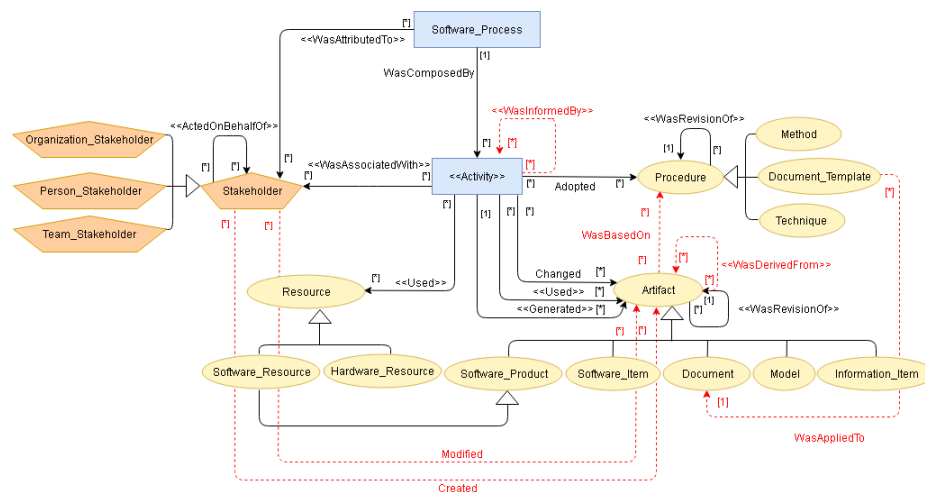 [*]
Software_Process
<<WasAttributedTo>>
[1]
WasComposedBy
<<WasInformedBy>>
<<ActedOnBehalfOf>>
<<WasRevisionOf>>
Organization_Stakeholder
[*]
[*]
[*]
[*]
[*]
[1]
[*]
Method
[*]
[*]
[*]
<<WasAssociatedWith>>
[*]
<<Activity>>
Person_Stakeholder
Stakeholder
[*]
Adopted
[*]
Procedure
Document_Template
[*]
[*]
[*]
[1]
[*]
[*]
[*]
[*]
Team_Stakeholder
Technique
WasBasedOn
[*]
[*]
<<WasDerivedFrom>>
[*]
Changed
[*]
[*]
Resource
<<Used>>
<<Used>>
[*]
Artifact
[1]
<<Generated>>
[*]
[*]
<<WasRevisionOf>>
[*]
[*]
Software_Resource
Hardware_Resource
Software_Product
Software_Item
Document
Model
Information_Item
[1]
WasAppliedTo
Modified
Created